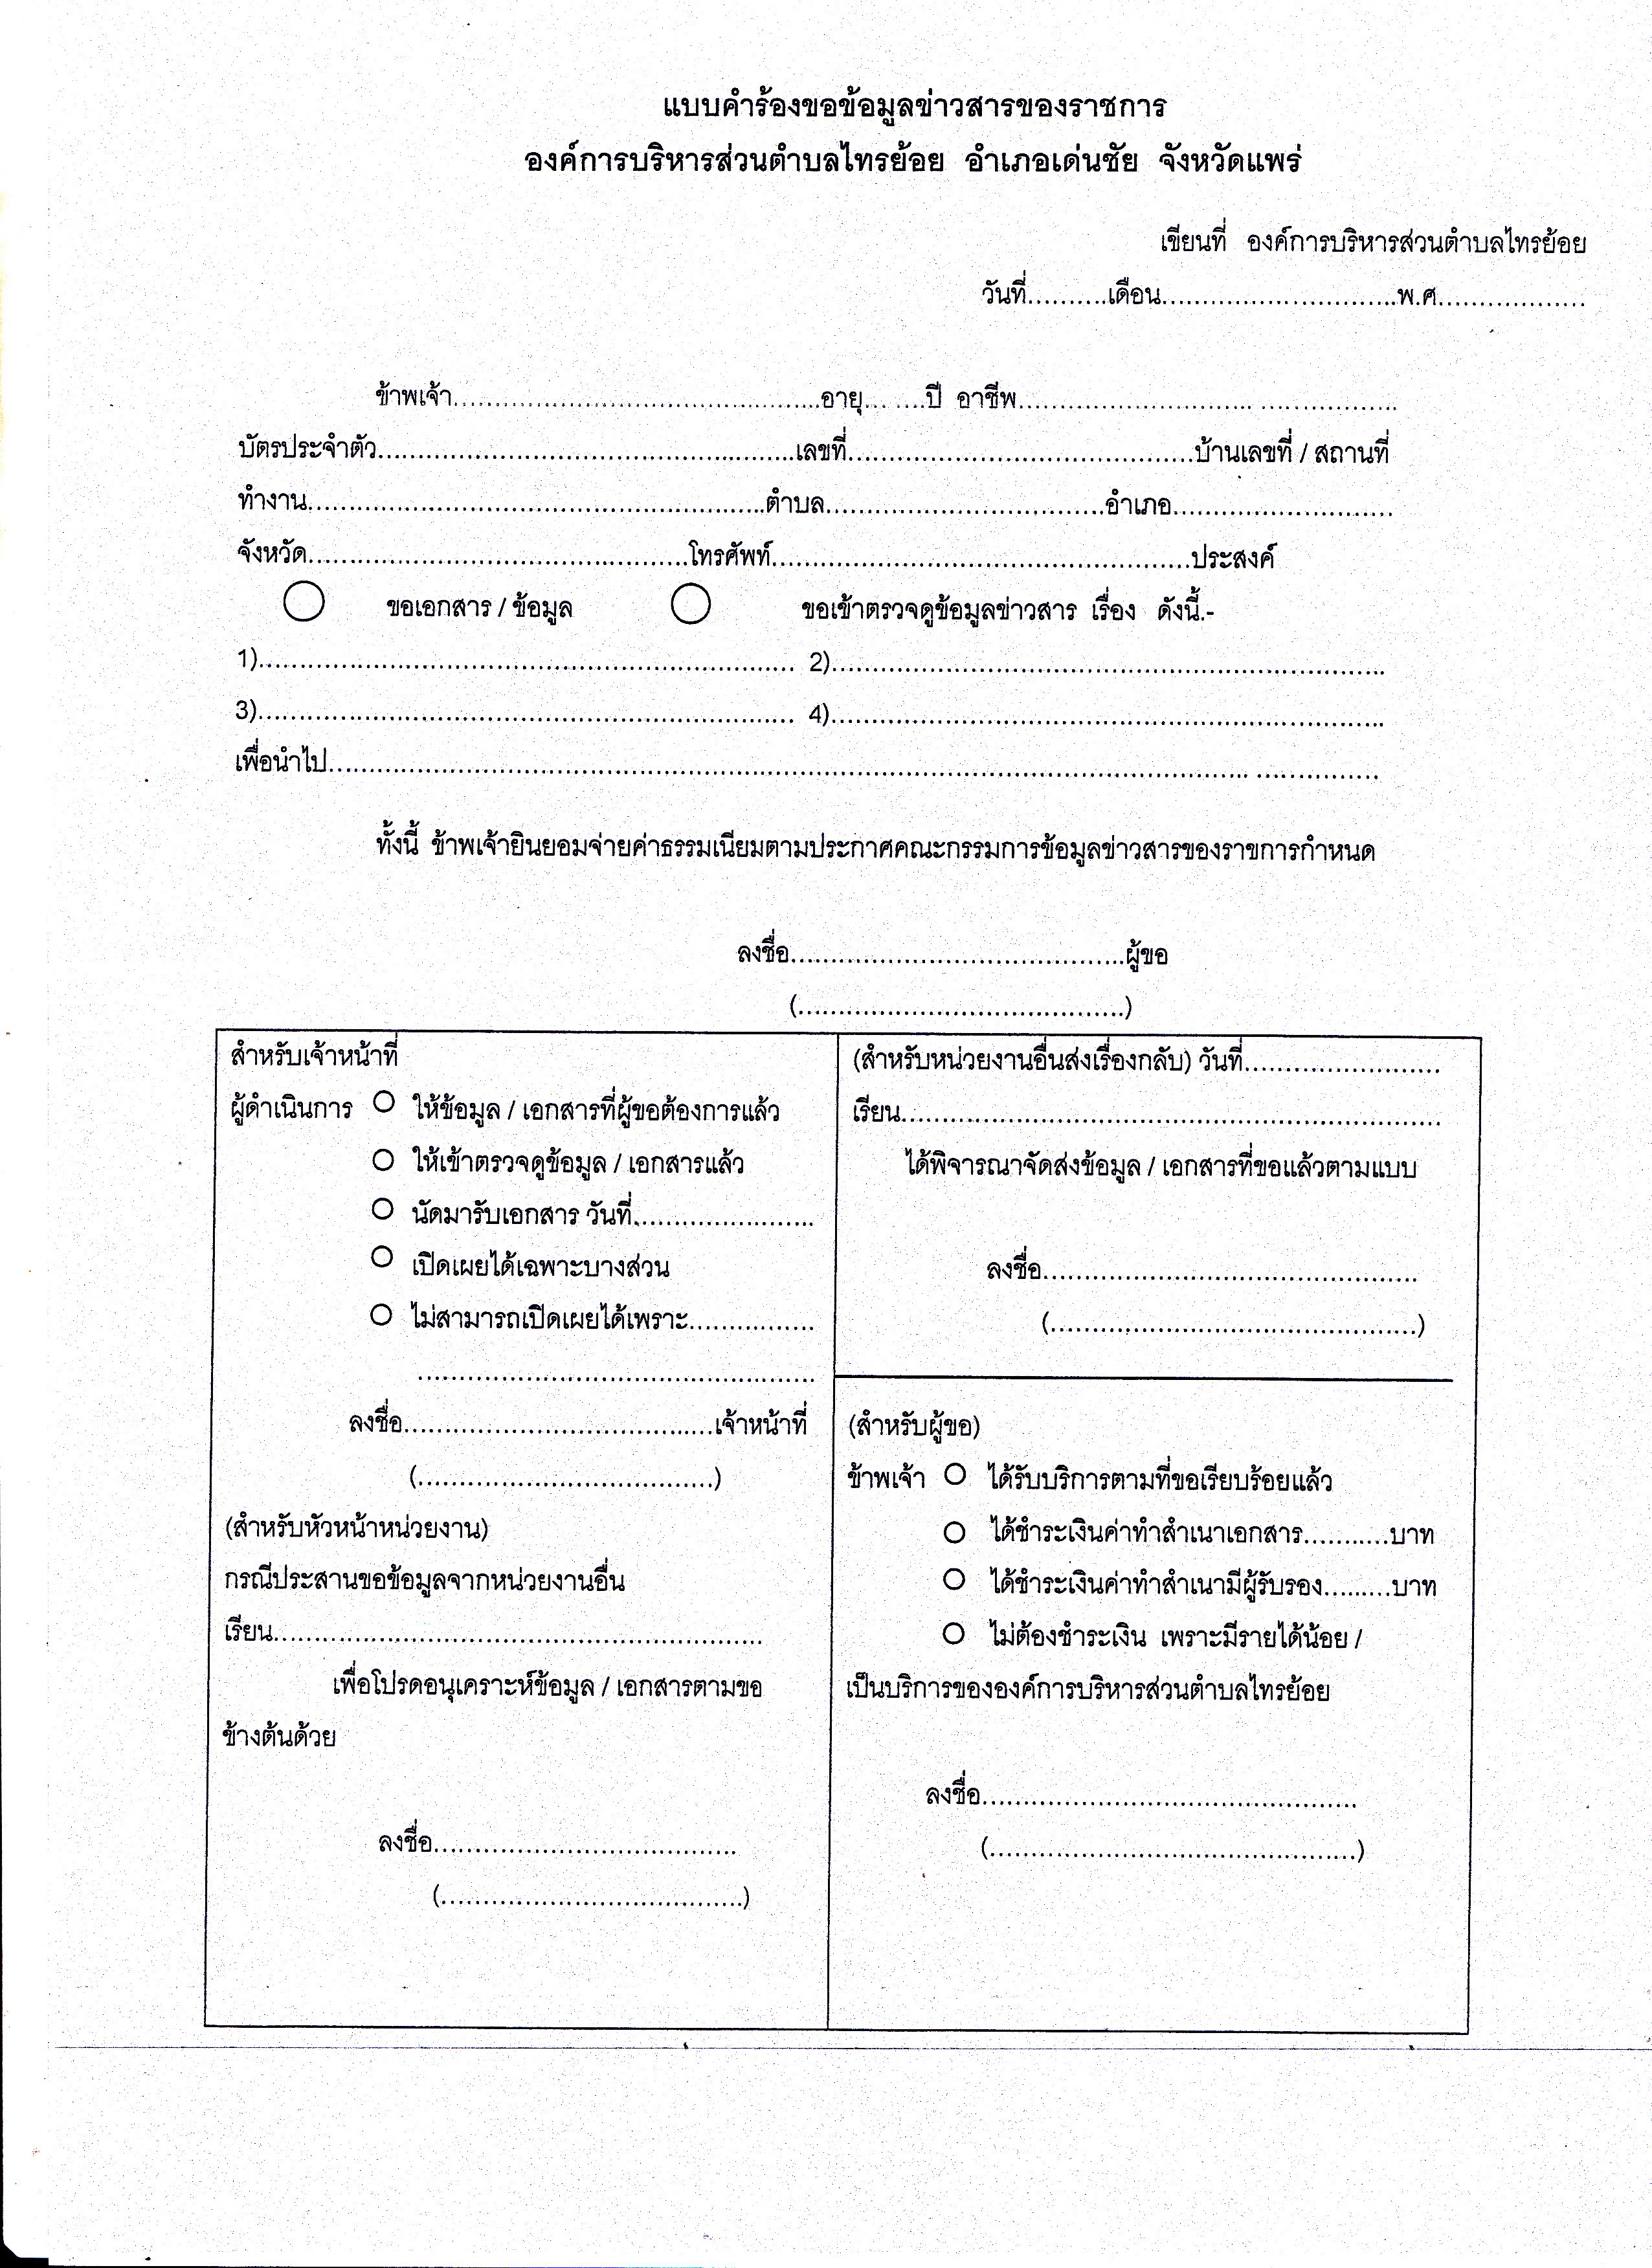 แบบคำร้องขอข้อมูลข่าวสารของราชการ
องค์การบริหารส่วนตำบลไทรย้อย อำเภอเด่นชัย จังหวัดแพร่
เขียนที่ องค์การบริหารส่วนตำบลไทรย้อย
วันที่..........เดือน.............................พ.ศ..................
ข้าพเจ้า.............................................อายุ........ปี อาชีพ..............................................
บัตรประจำตัว...................................................เลขที่..........................................บ้านเลขที่ / สถานที่
ทำงาน........................................................ตำบล..................................อำเภอ...........................
จังหวัด..............................................โทรศัพท์...................................................ประสงค์
ขอเอกสาร / ข้อมูล ขอเข้าตรวจดูข้อมูลข่าวสาร เรื่อง ดังนี้.-
1).................................................................. 2)....................................................................
3).................................................................. 4)....................................................................
เพื่อนำไป.................................................................................................................................
ทั้งนี้ ข้าพเจ้ายินยอมจ่ายค่าธรรมเนียมตามประกาศคณะกรรมการข้อมูลข่าวสารของราชการกำหนด
ลงชื่อ.........................................ผู้ขอ
(........................................)
สำหรับเจ้าหน้าที่
ผู้ดำเนินการ ให้ข้อมูล / เอกสารที่ผู้ขอต้องการแล้ว
ให้เข้าตรวจดูข้อมูล / เอกสารแล้ว
นัดมารับเอกสาร วันที่......................
เปิดเผยได้เฉพาะบางส่วน
ไม่สามารถเปิดเผยได้เพราะ................
.................................................
ลงชื่อ......................................เจ้าหน้าที่
(.....................................)
(สำหรับหัวหน้าหน่วยงาน)
กรณีประสานขอข้อมูลจากหน่วยงานอื่น
เรียน............................................................
เพื่อโปรดอนุเคราะห์ข้อมูล / เอกสารตามขอ
ข้างต้นด้วย
ลงชื่อ.....................................
(.....................................)
(สำหรับหน่วยงานอื่นส่งเรื่องกลับ) วันที่........................
เรียน..................................................................
ได้พิจารณาจัดส่งข้อมูล / เอกสารที่ขอแล้วตามแบบ
ลงชื่อ..............................................
(.............................................)
(สำหรับผู้ขอ)
ข้าพเจ้า ได้รับบริการตามที่ขอเรียบร้อยแล้ว
ได้ชำระเงินค่าทำสำเนาเอกสาร...........บาท
ได้ชำระเงินค่าทำสำเนามีผู้รับรอง.........บาท
ไม่ต้องชำระเงิน เพราะมีรายได้น้อย /
เป็นบริการขององค์การบริหารส่วนตำบลไทรย้อย
ลงชื่อ..............................................
(.............................................)